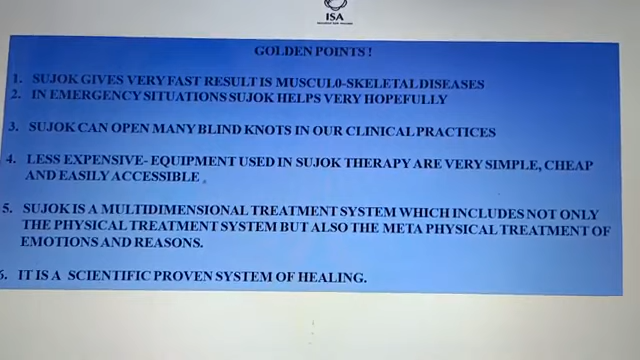 ISA
GOLDEN POINTS !
1. SUJOK GIVES VERY FAST RESULT IS MUSCUL0-SKELETAL DISEASES
2. IN EMERGENCY SITUATIONS SUJOK HELPS VERY HOPEFULLY
3. SUJOK CAN OPEN MANY BLIND KNOTS IN OUR CLINICAL PRACTICES
4. LESS EXPENSIVE- EQUIPMENT USED IN SUJOK THERAPY ARE VERY SIMPLE, CHEAP
AND EASILY ACCESSIBLE .
5. SUJOK IS A MULTIDIMENSIONAL TREATMENT SYSTEM WHICH INCLUDES NOT ONLY
THE PHYSICAL TREATMENT SYSTEM BUT ALSO THE META PHYSICAL TREATMENT OF
EMOTIONS AND REASONS.
6. IT IS A SCIENTIFIC PROVEN SYSTEM OF HEALING.